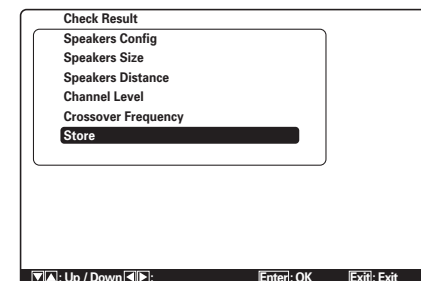 Check Result
Speakers Config
Speakers Size
Speakers Distance
Channel Level
Crossover Frequency
Store
▼▲: Up / Down ◀▶: Enter: OK Exit: Exit